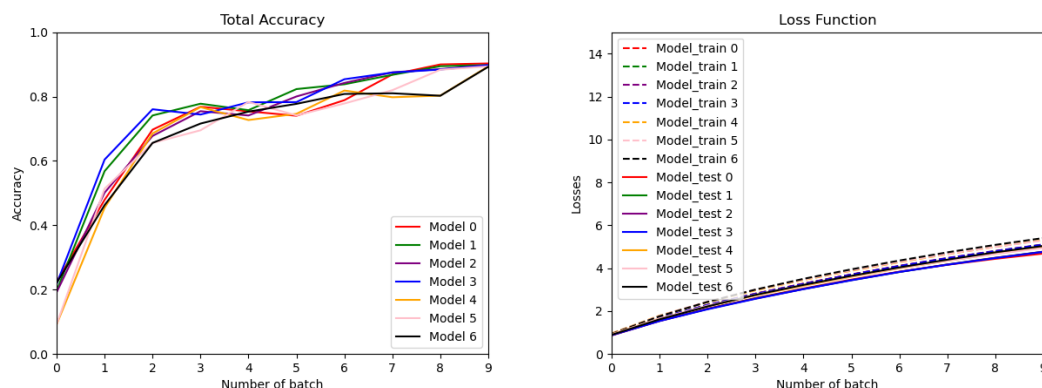 Total Accuracy
1.0
0.8
0.6
0.4
0.2
0.0
Accuracy
0 1 2 3 4 5 6 7 8 9
Number of batch
Model 0
Model 1
Model 2
Model 3
Model 4
Model 5
Model 6
Loss Function
14
12
10
8
6
4
2
0
Losses
0 1 2 3 4 5 6 7 8 9
Number of batch
Model_train 0
Model_train 1
Model_train 2
Model_train 3
Model_train 4
Model_train 5
Model_train 6
Model_test 0
Model_test 1
Model_test 2
Model_test 3
Model_test 4
Model_test 5
Model_test 6